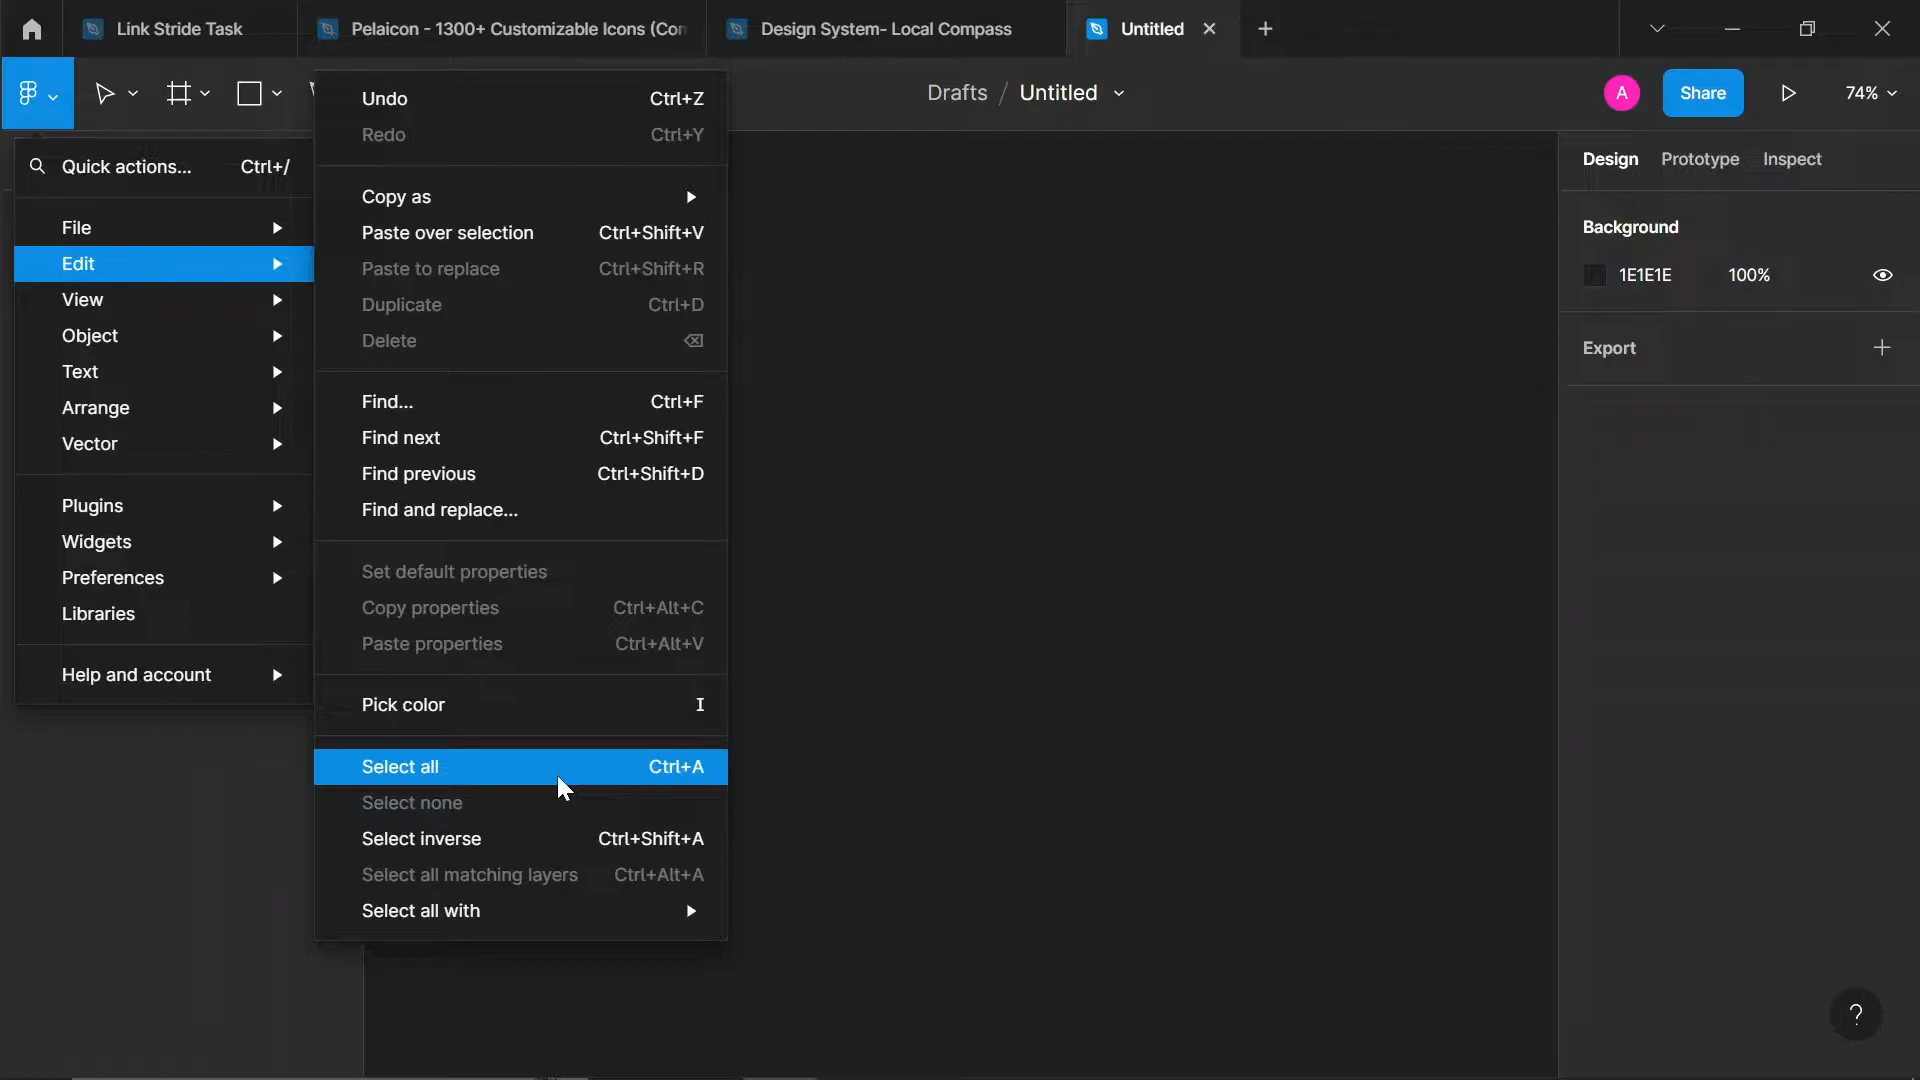 Link Stride Task
Pelaicon - 1300+ Customizable Icons (Con
Design System- Local Compass
Untitled
Drafts / Untitled
A
Share
74%
Quick actions... Ctrl+/
File
Edit
View
Object
Text
Arrange
Vector
Plugins
Widgets
Preferences
Libraries
Help and account
Undo Ctrl+Z
Redo Ctrl+Y
Copy as
Paste over selection Ctrl+Shift+V
Paste to replace Ctrl+Shift+R
Duplicate Ctrl+D
Delete
Find... Ctrl+F
Find next Ctrl+Shift+F
Find previous Ctrl+Shift+D
Find and replace...
Set default properties
Copy properties Ctrl+Alt+C
Paste properties Ctrl+Alt+V
Pick color I
Select all Ctrl+A
Select none
Select inverse Ctrl+Shift+A
Select all matching layers Ctrl+Alt+A
Select all with
Design Prototype Inspect
Background
1E1E1E 100%
Export
?